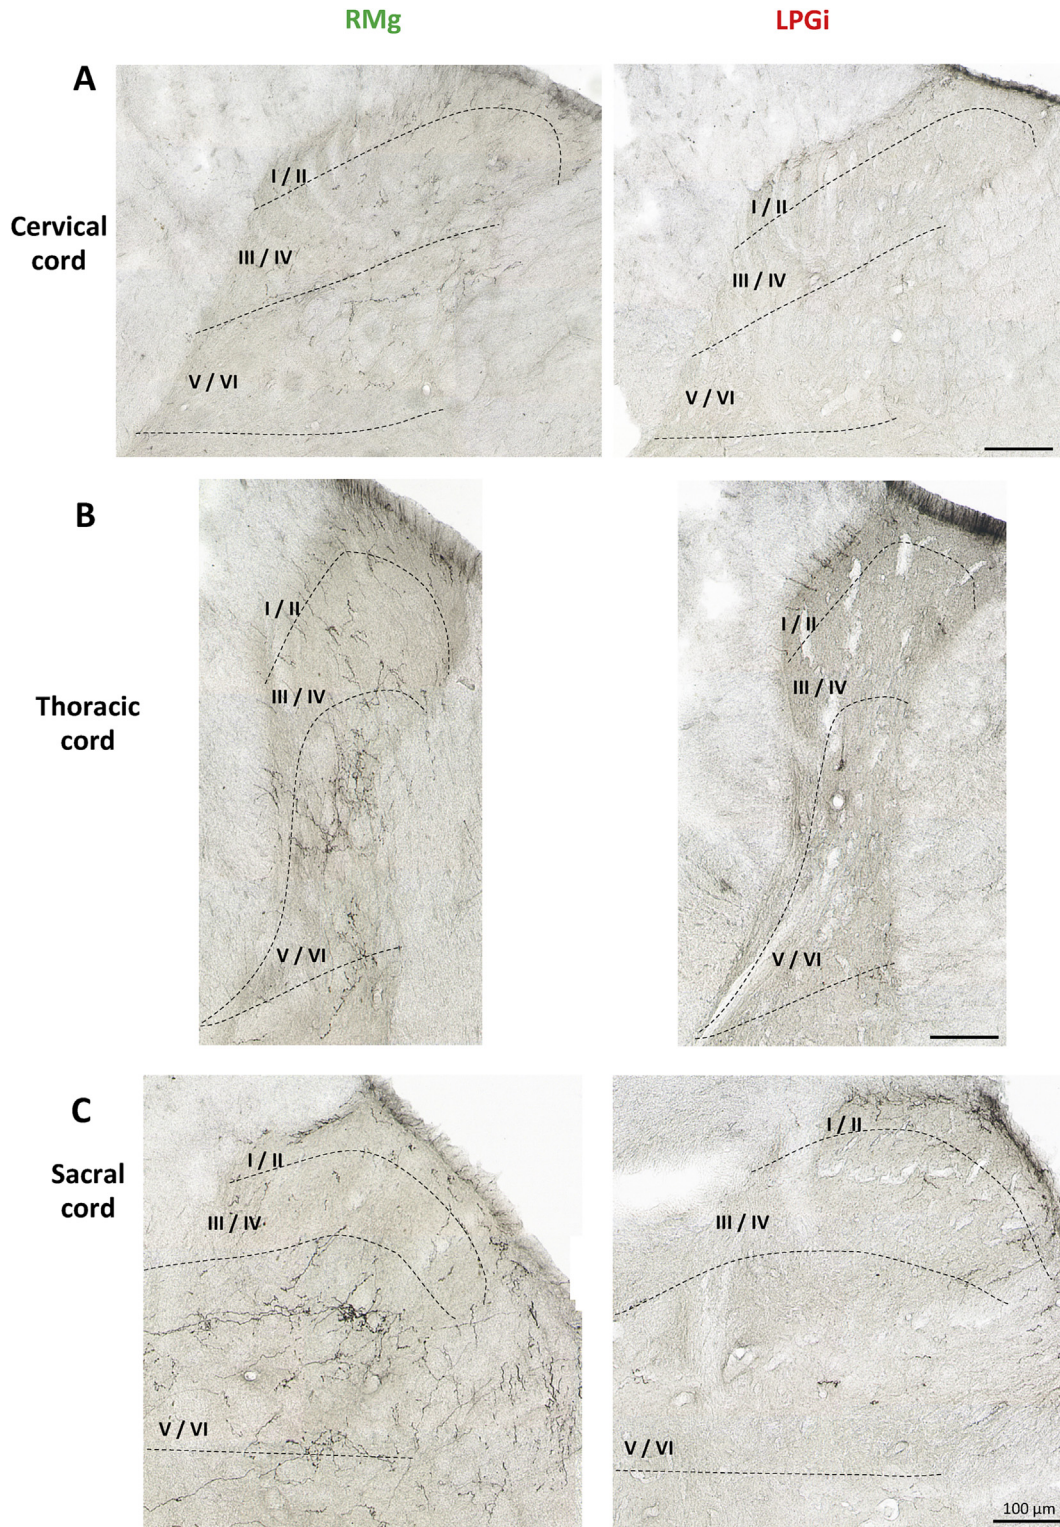 RMg
LPGi
A
Cervical
cord
I / II
III / IV
V / VI
I / II
III / IV
V / VI
B
Thoracic
cord
I / II
III / IV
V / VI
I / II
III / IV
V / VI
C
Sacral
cord
I / II
III / IV
V / VI
I / II
III / IV
V / VI
100 µm